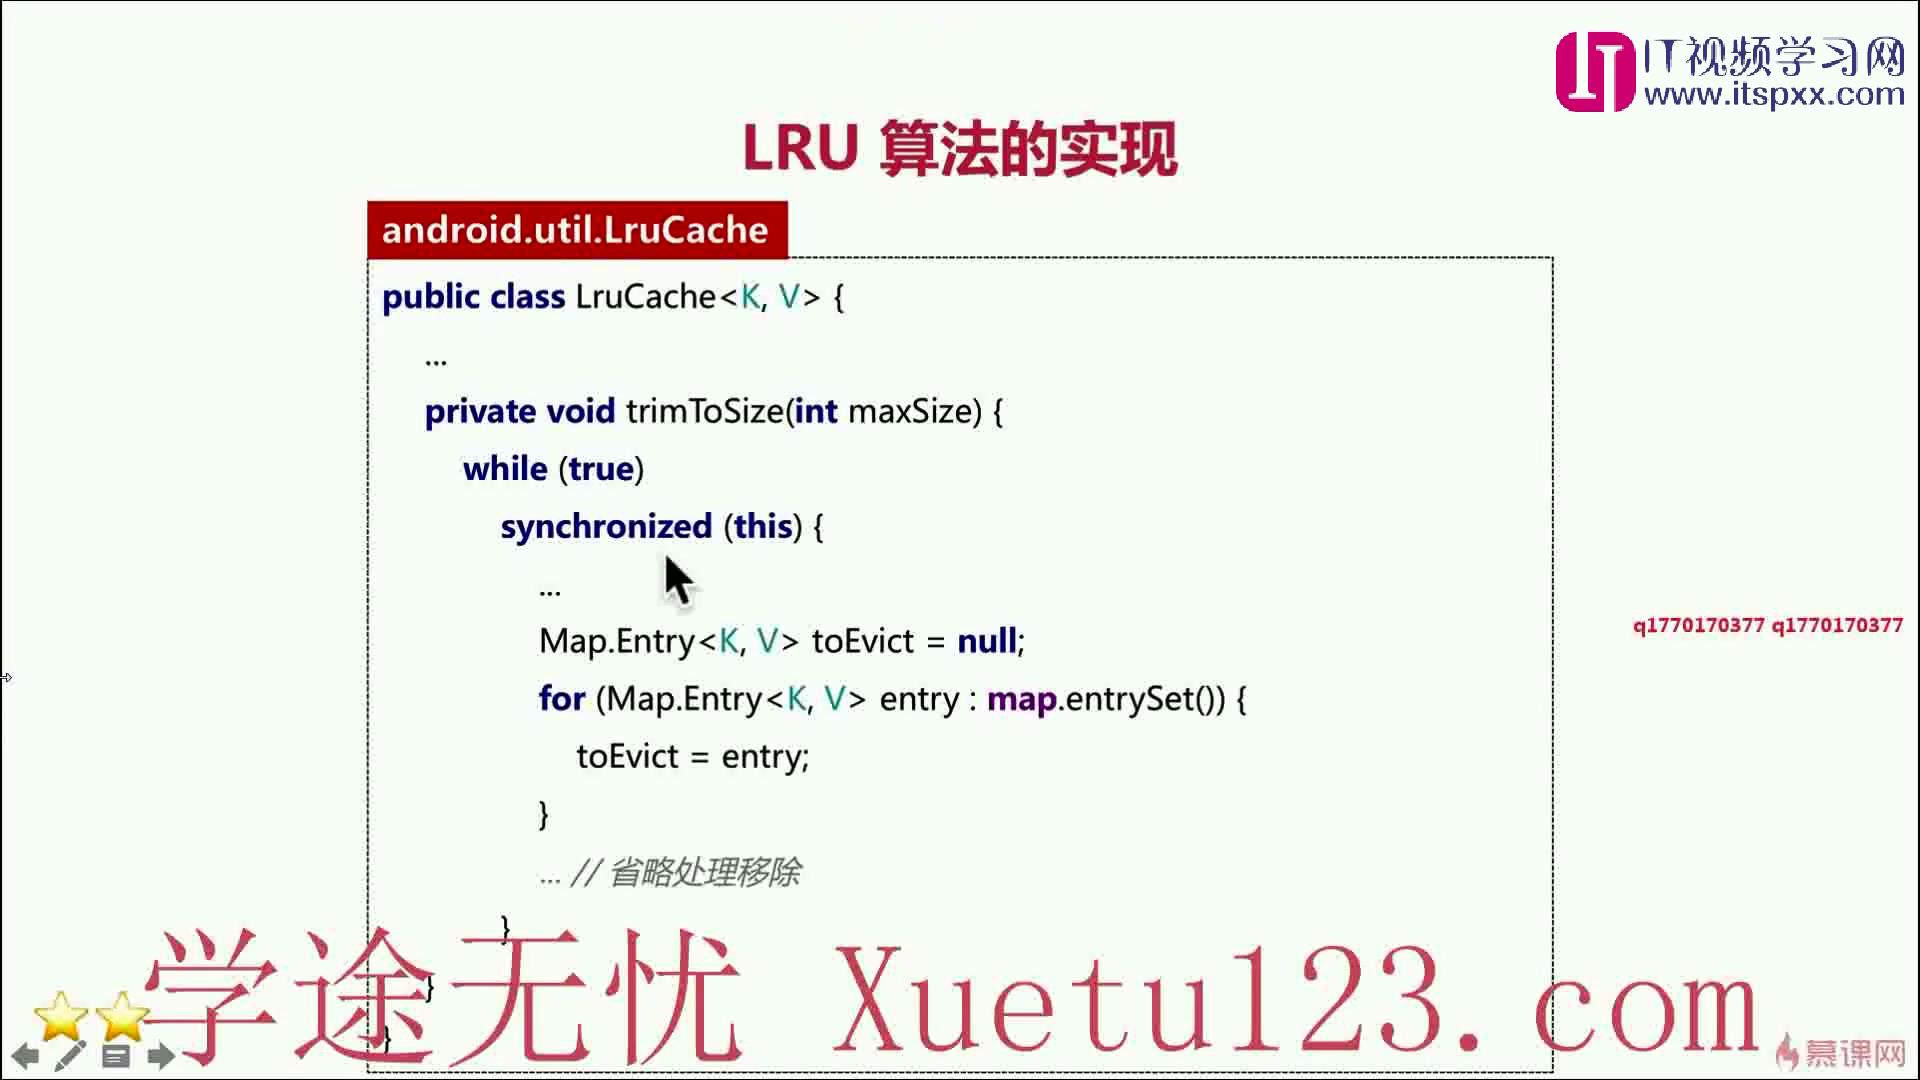 IT视频学习网
www.itspxx.com
LRU 算法的实现
android.util.LruCache
public class LruCache<K, V> {
...
private void trimToSize(int maxSize) {
while (true)
synchronized (this) {
...
Map.Entry<K, V> toEvict = null;
for (Map.Entry<K, V> entry : map.entrySet()) {
toEvict = entry;
}
... // 省略处理移除
}
}
}
q1770170377 q1770170377
学途无忧 Xuetu123.com
慕课网